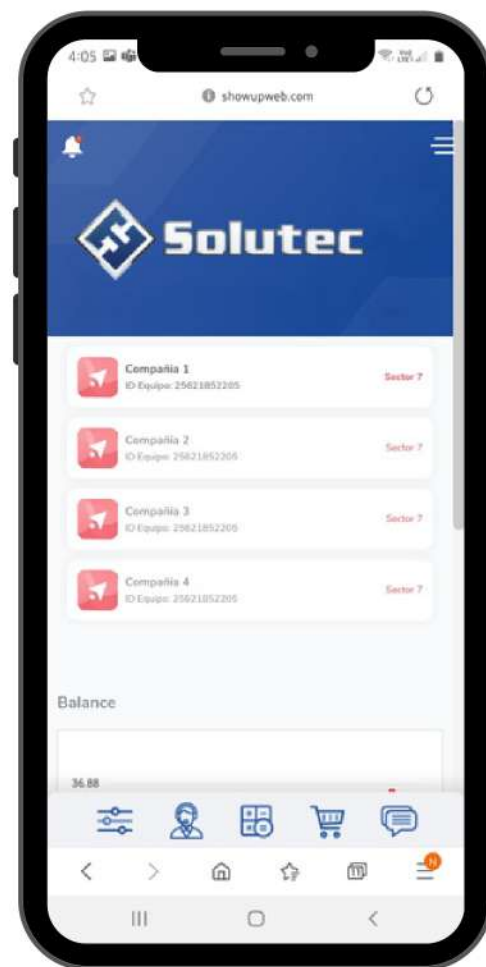 4:05
showupweb.com
Solutec
Compañia 1
ID Equipo: 25621852205
Sector 7
Compañia 2
ID Equipo: 25621852205
Sector 7
Compañia 3
ID Equipo: 25621852205
Sector 7
Compañia 4
ID Equipo: 25621852205
Sector 7
Balance
36.88
N